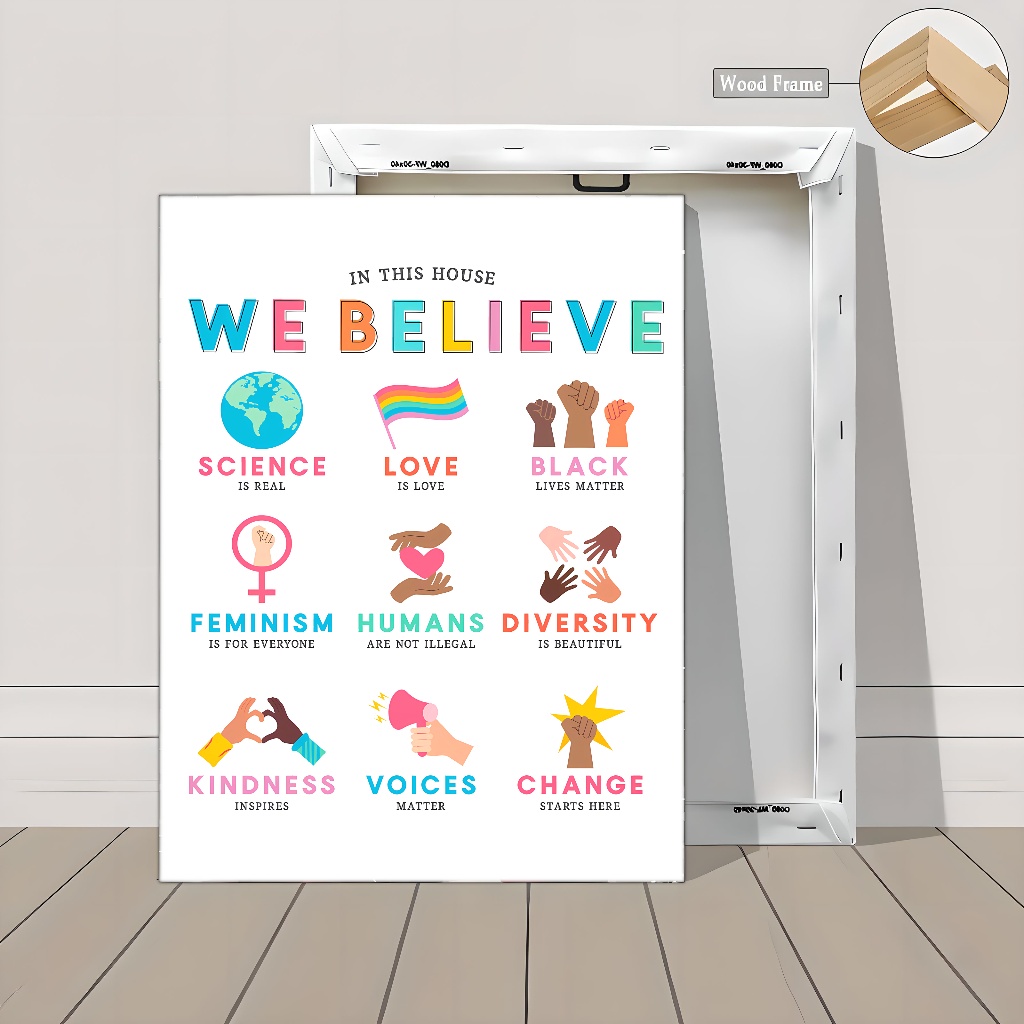 Wood Frame
IN THIS HOUSE
WE BELIEVE
SCIENCE
IS REAL
LOVE
IS LOVE
BLACK
LIVES MATTER
FEMINISM
IS FOR EVERYONE
HUMANS
ARE NOT ILLEGAL
DIVERSITY
IS BEAUTIFUL
KINDNESS
INSPIRES
VOICES
MATTER
CHANGE
STARTS HERE